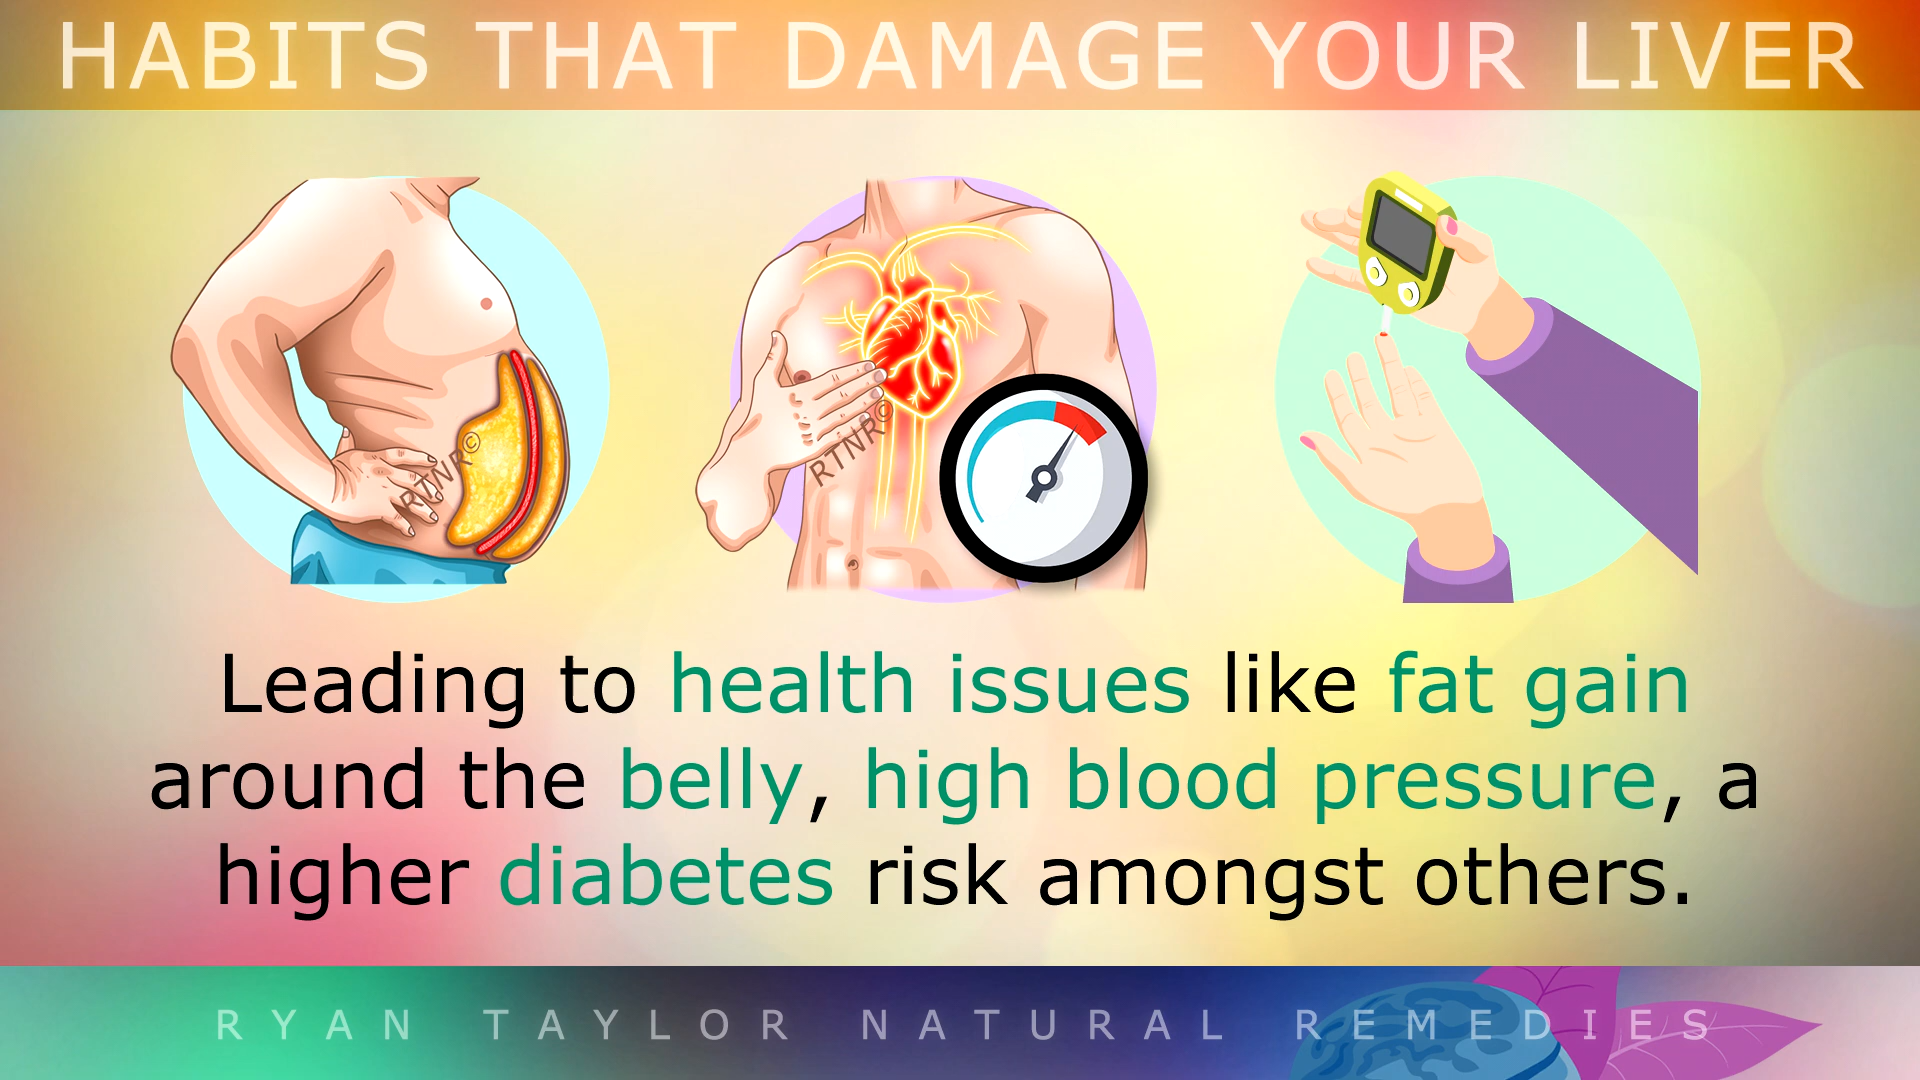 HABITS THAT DAMAGE YOUR LIVER
RTNR©
RTNR©
Leading to health issues like fat gain
around the belly, high blood pressure, a
higher diabetes risk amongst others.
RYAN TAYLOR NATURAL REMEDIES